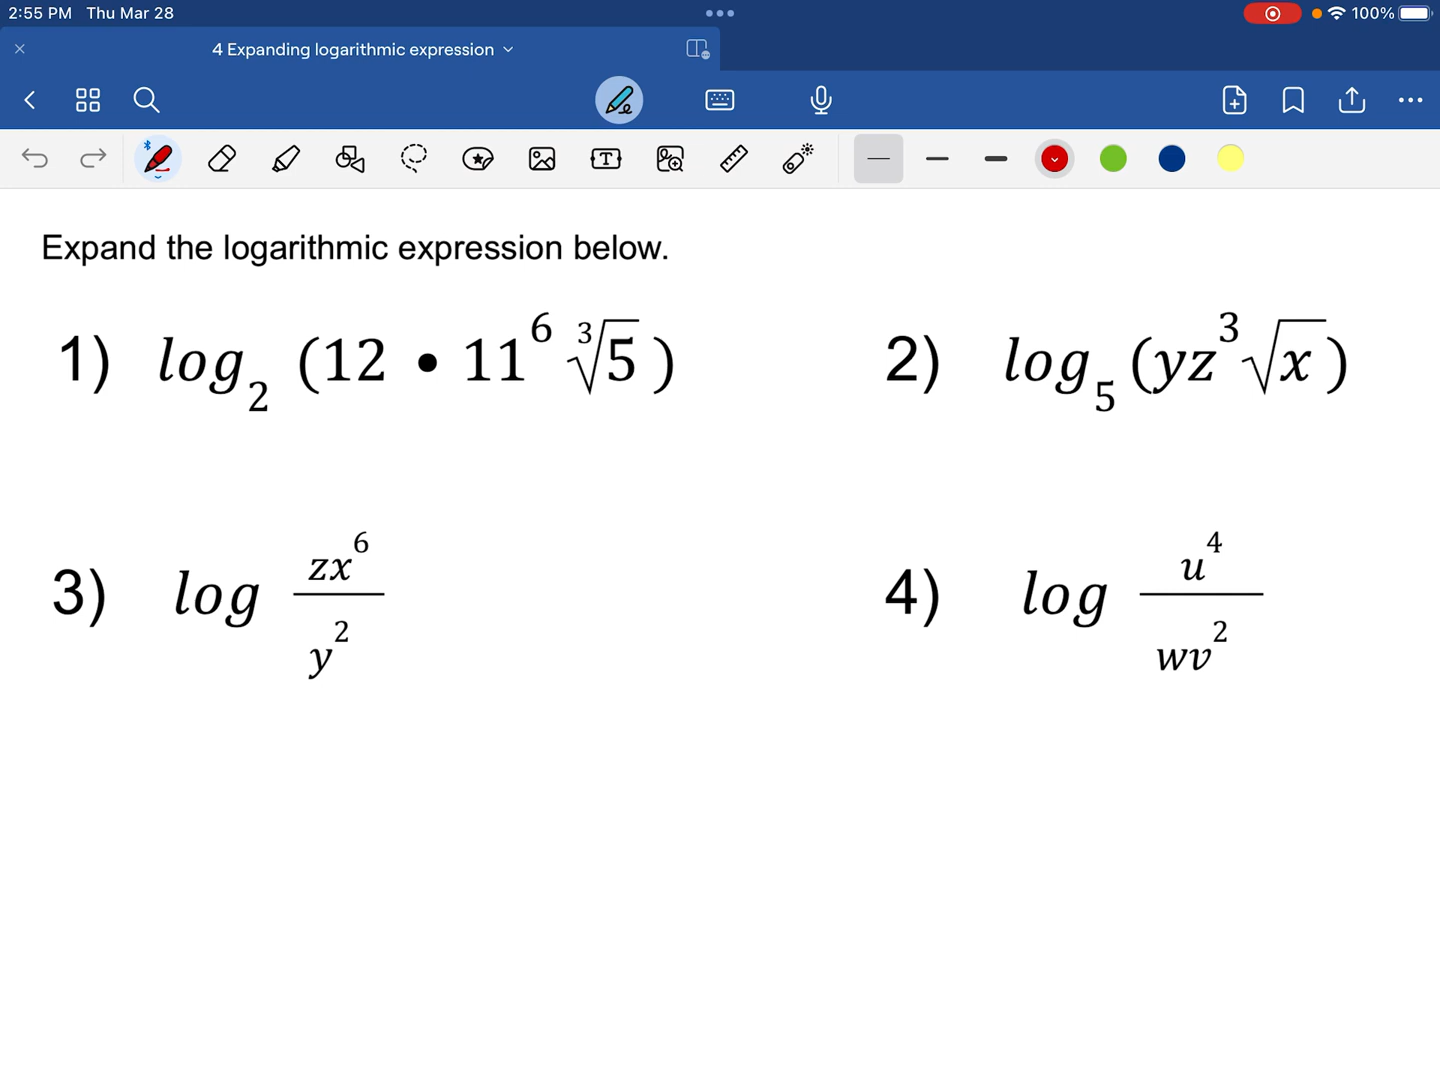 2:55 PM Thu Mar 28
100%
4 Expanding logarithmic expression
Expand the logarithmic expression below.
1) log₂ (12 • 11⁶ ∛5 )
2) log₅ (yz³√x )
3) log zx⁶ / y²
4) log u⁴ / wv²